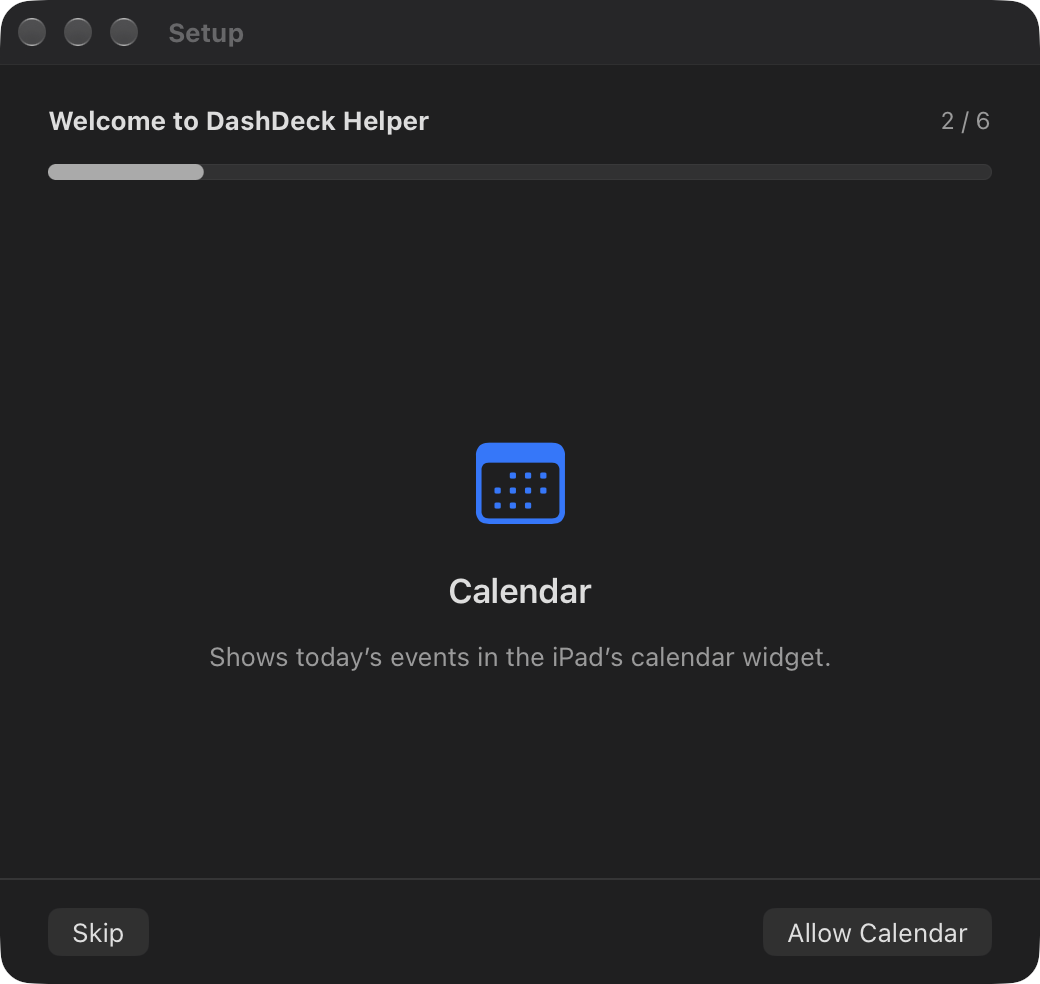 Setup
Welcome to DashDeck Helper
2 / 6
Calendar
Shows today’s events in the iPad’s calendar widget.
Skip
Allow Calendar